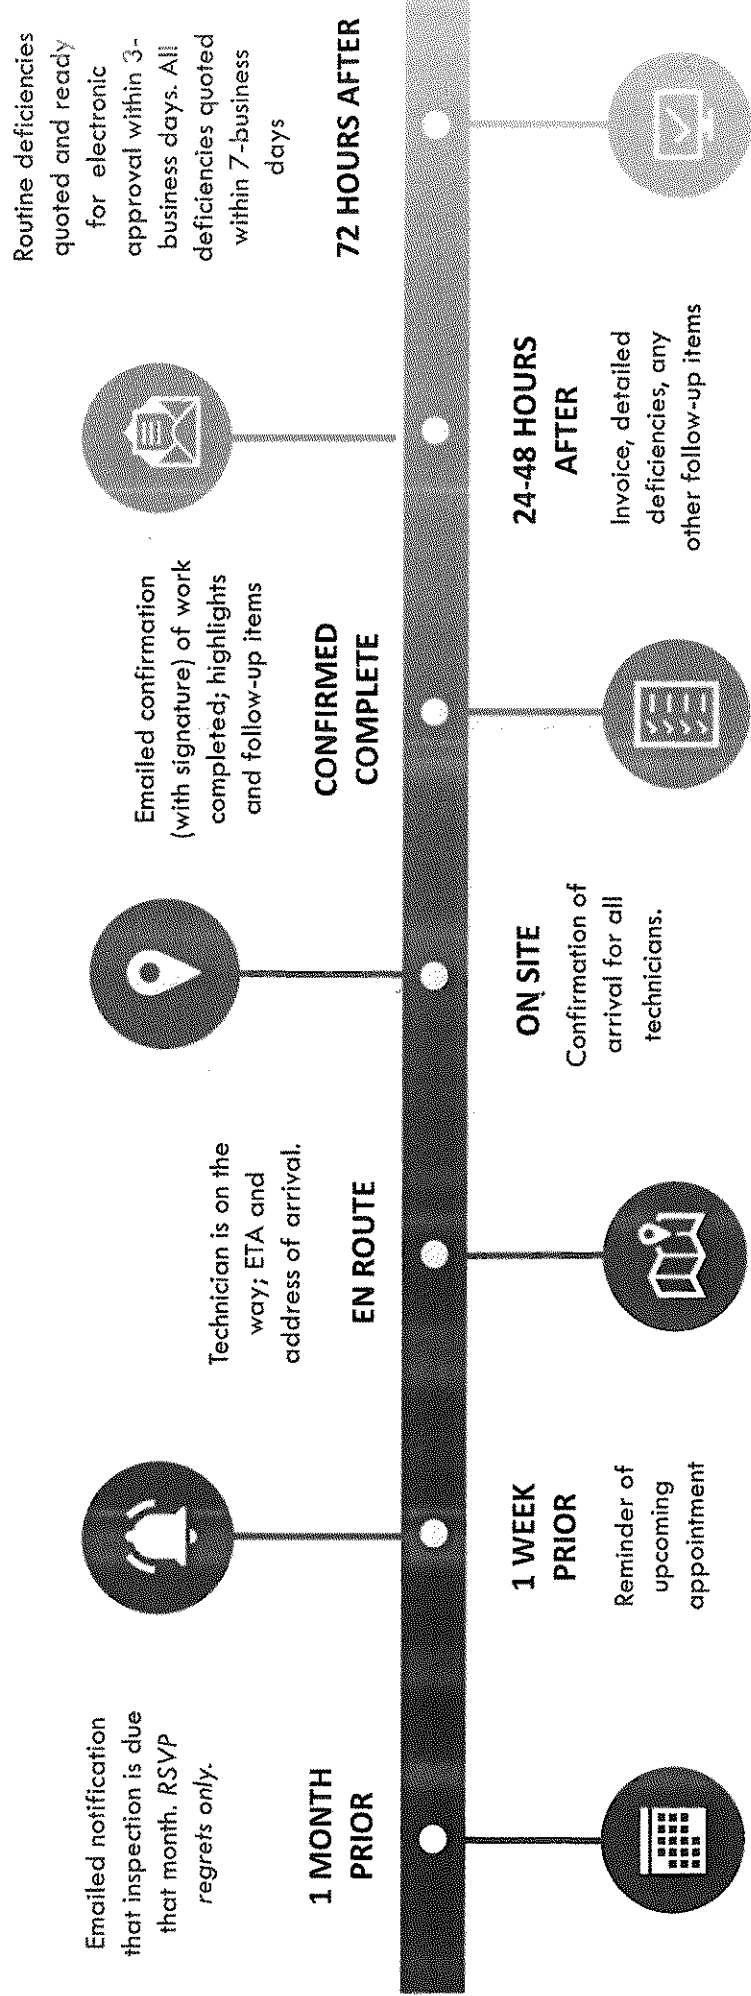 Emailed notification
that inspection is due
that month. RSVP
regrets only.
1 MONTH
PRIOR
1 WEEK
PRIOR
Reminder of
upcoming
appointment
Technician is on the
way; ETA and
address of arrival.
EN ROUTE
ON SITE
Confirmation of
arrival for all
technicians.
Emailed confirmation
(with signature) of work
completed; highlights
and follow-up items
CONFIRMED
COMPLETE
24-48 HOURS
AFTER
Invoice, detailed
deficiencies, any
other follow-up items
Routine deficiencies
quoted and ready
for electronic
approval within 3-
business days. All
deficiencies quoted
within 7-business
days
72 HOURS AFTER